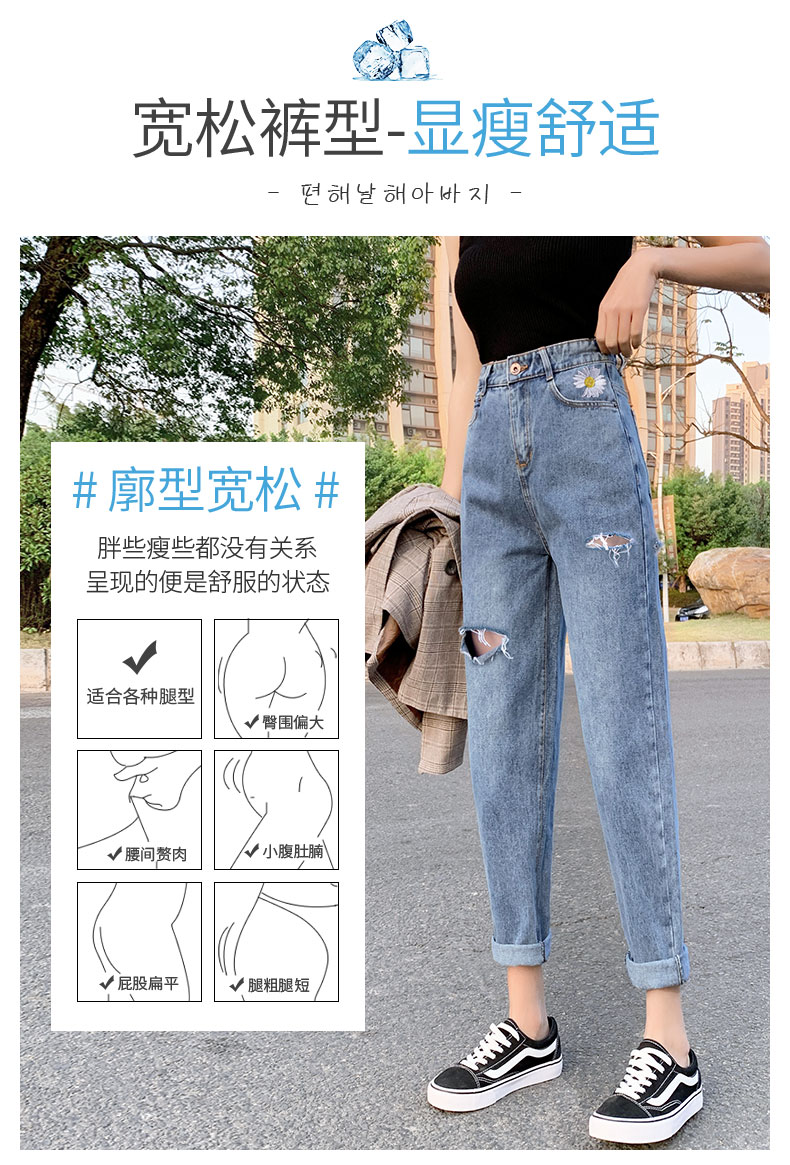 宽松裤型-显瘦舒适
- 편해날해아바지 -
# 廓型宽松 #
胖些瘦些都没有关系
呈现的便是舒服的状态
适合各种腿型
臀围偏大
腰间赘肉
小腹肚腩
屁股扁平
腿粗腿短